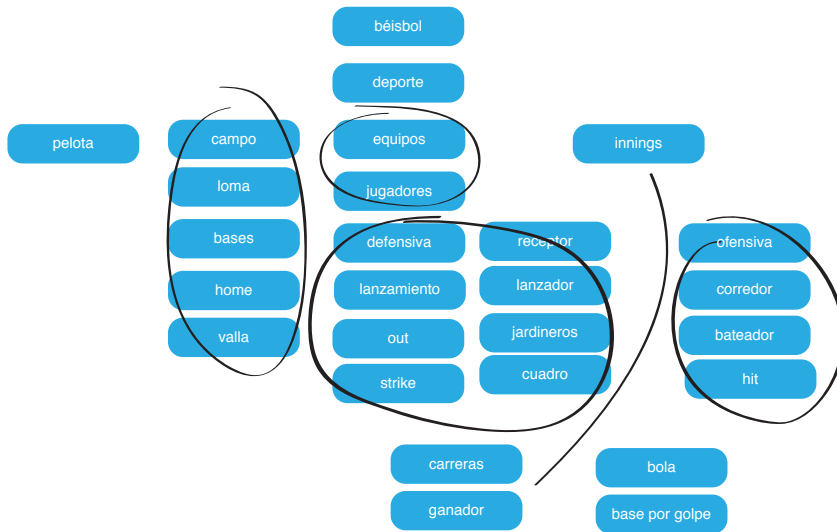 béisbol
deporte
pelota
campo
equipos
innings
loma
jugadores
bases
defensiva
receptor
ofensiva
home
lanzamiento
lanzador
corredor
valla
out
jardineros
bateador
strike
cuadro
hit
carreras
bola
ganador
base por golpe